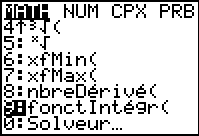 MATH NUM CPX PRB
4↑³√(
5: ˣ√
6: xfMin(
7: xfMax(
8: nbreDérivé(
9: fonctIntégr(
0: Solveur…